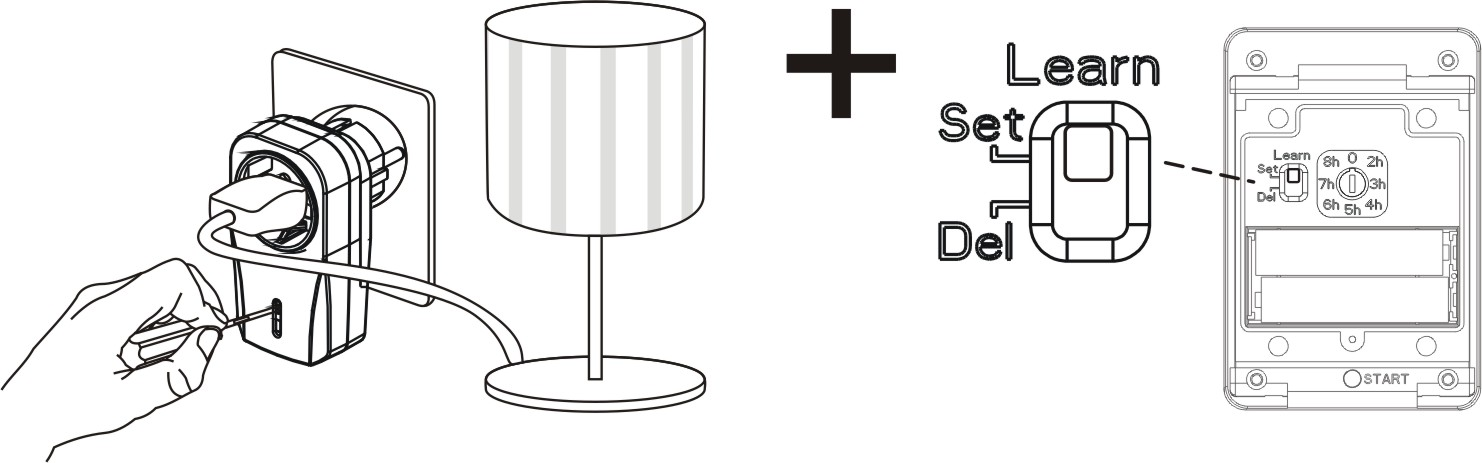 Learn
Set
Del
Learn
Set
Del
8h 0 2h
7h 3h
6h 5h 4h
START